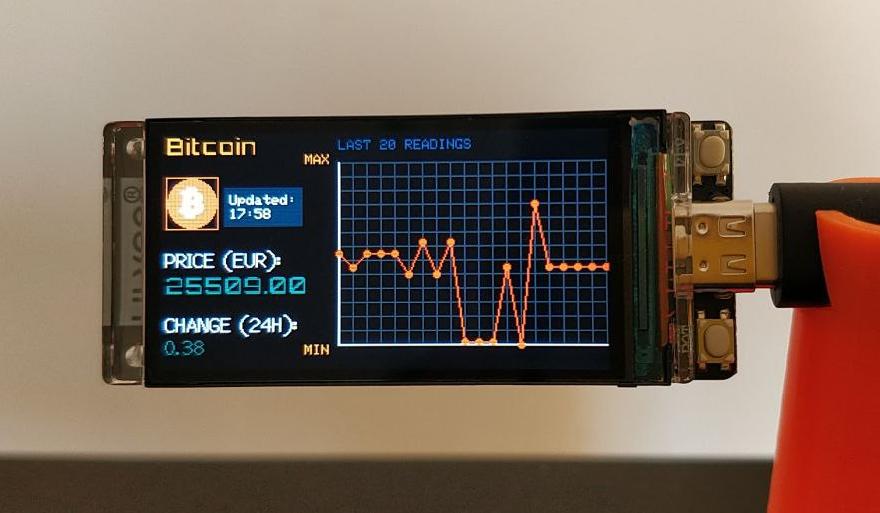 Bitcoin
LAST 20 READINGS
MAX
Updated:
17:58
PRICE (EUR):
25509.00
CHANGE (24H):
0.38
MIN